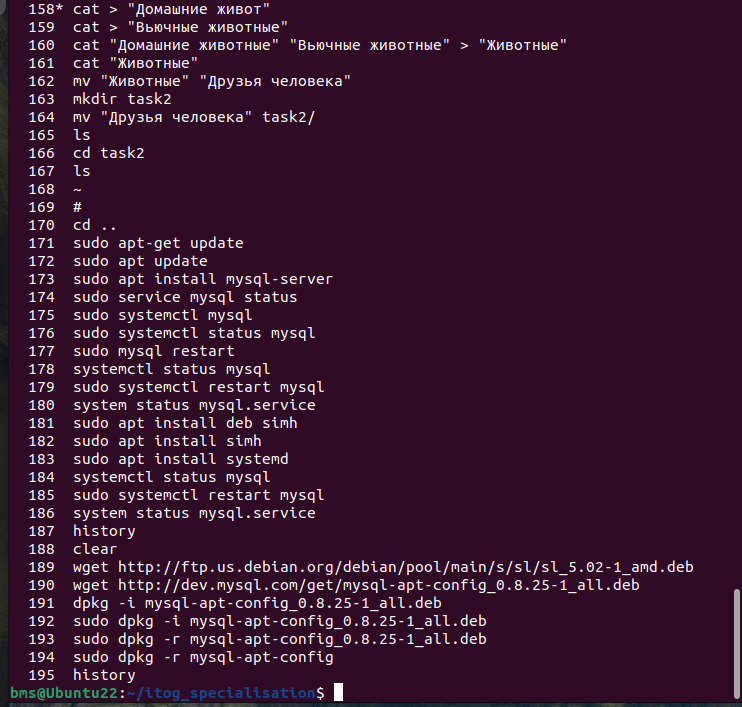 158* cat > "Домашние живот"
159 cat > "Вьючные животные"
160 cat "Домашние животные" "Вьючные животные" > "Животные"
161 cat "Животные"
162 mv "Животные" "Друзья человека"
163 mkdir task2
164 mv "Друзья человека" task2/
165 ls
166 cd task2
167 ls
168 ~
169 #
170 cd ..
171 sudo apt-get update
172 sudo apt update
173 sudo apt install mysql-server
174 sudo service mysql status
175 sudo systemctl mysql
176 sudo systemctl status mysql
177 sudo mysql restart
178 systemctl status mysql
179 sudo systemctl restart mysql
180 system status mysql.service
181 sudo apt install deb simh
182 sudo apt install simh
183 sudo apt install systemd
184 systemctl status mysql
185 sudo systemctl restart mysql
186 system status mysql.service
187 history
188 clear
189 wget http://ftp.us.debian.org/debian/pool/main/s/sl/sl_5.02-1_amd.deb
190 wget http://dev.mysql.com/get/mysql-apt-config_0.8.25-1_all.deb
191 dpkg -i mysql-apt-config_0.8.25-1_all.deb
192 sudo dpkg -i mysql-apt-config_0.8.25-1_all.deb
193 sudo dpkg -r mysql-apt-config_0.8.25-1_all.deb
194 sudo dpkg -r mysql-apt-config
195 history
bms@Ubuntu22:~/itog_specialisation$